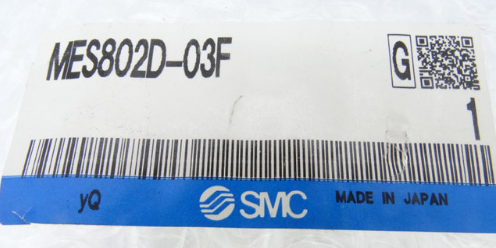 MES802D-03F
G
1
yQ
SMC
MADE IN JAPAN